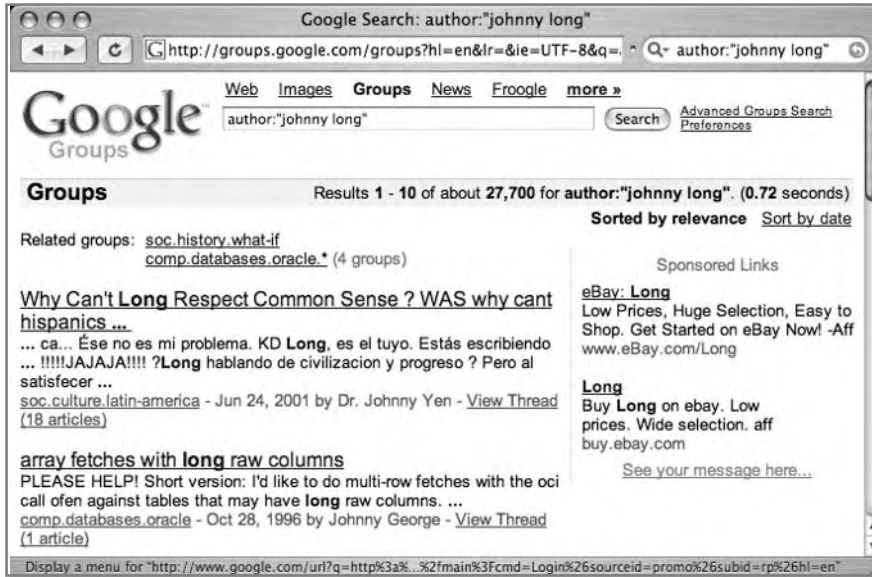 Google Search: author:"johnny long"
http://groups.google.com/groups?hl=en&lr=&ie=UTF-8&q=.
author:"johnny long"
Google™
Groups
Web Images Groups News Froogle more »
author:"johnny long"
Search
Advanced Groups Search
Preferences
Groups
Results 1 - 10 of about 27,700 for author:"johnny long". (0.72 seconds)
Sorted by relevance Sort by date
Related groups: soc.history.what-if
comp.databases.oracle.* (4 groups)
Why Can't Long Respect Common Sense ? WAS why cant
hispanics ...
... ca... Ése no es mi problema. KD Long, es el tuyo. Estás escribiendo
... !!!!!JAJAJA!!!! ?Long hablando de civilizacion y progreso ? Pero al
satisfecer ...
soc.culture.latin-america - Jun 24, 2001 by Dr. Johnny Yen - View Thread
(18 articles)
array fetches with long raw columns
PLEASE HELP! Short version: I'd like to do multi-row fetches with the oci
call ofen against tables that may have long raw columns. ...
comp.databases.oracle - Oct 28, 1996 by Johnny George - View Thread
(1 article)
Sponsored Links
eBay: Long
Low Prices, Huge Selection, Easy to
Shop. Get Started on eBay Now! -Aff
www.eBay.com/Long
Long
Buy Long on ebay. Low
prices. Wide selection. aff
buy.ebay.com
See your message here...
Display a menu for "http://www.google.com/url?q=http%3a%...%2fmain%3Fcmd=Login%26sourceid=promo%26subid=rp%26hl=en"